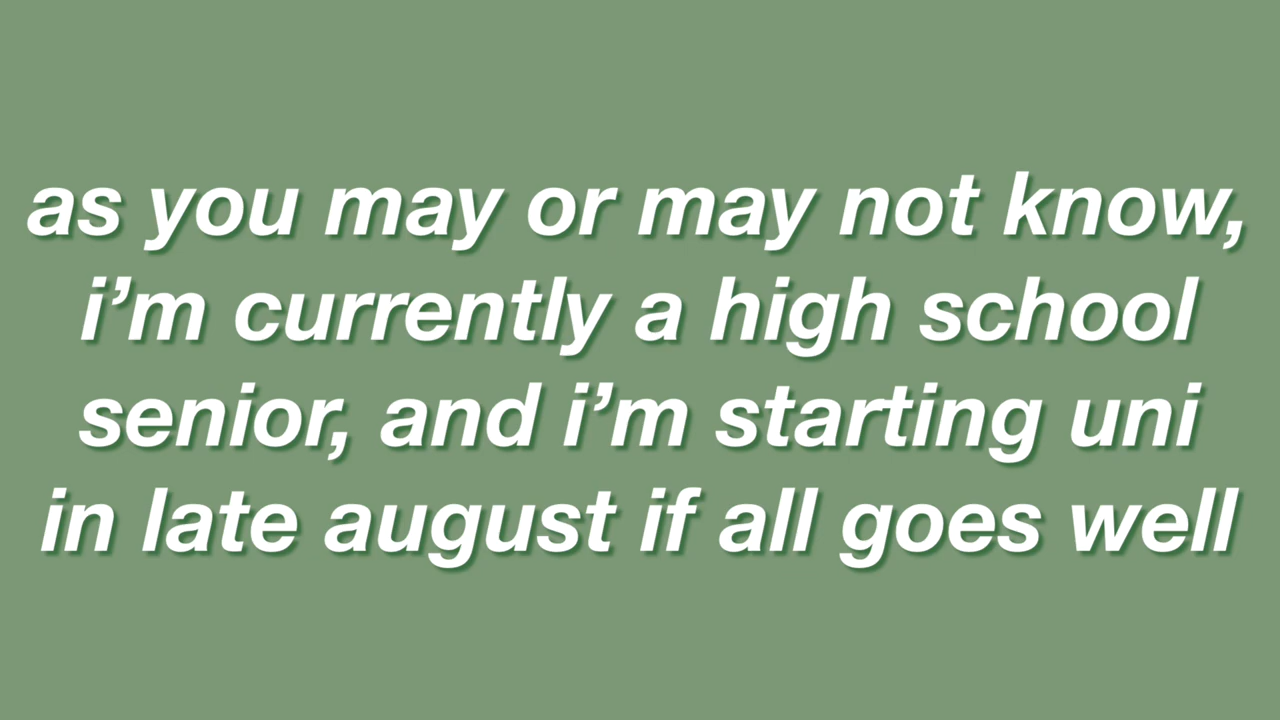 as you may or may not know,
i’m currently a high school
senior, and i’m starting uni
in late august if all goes well